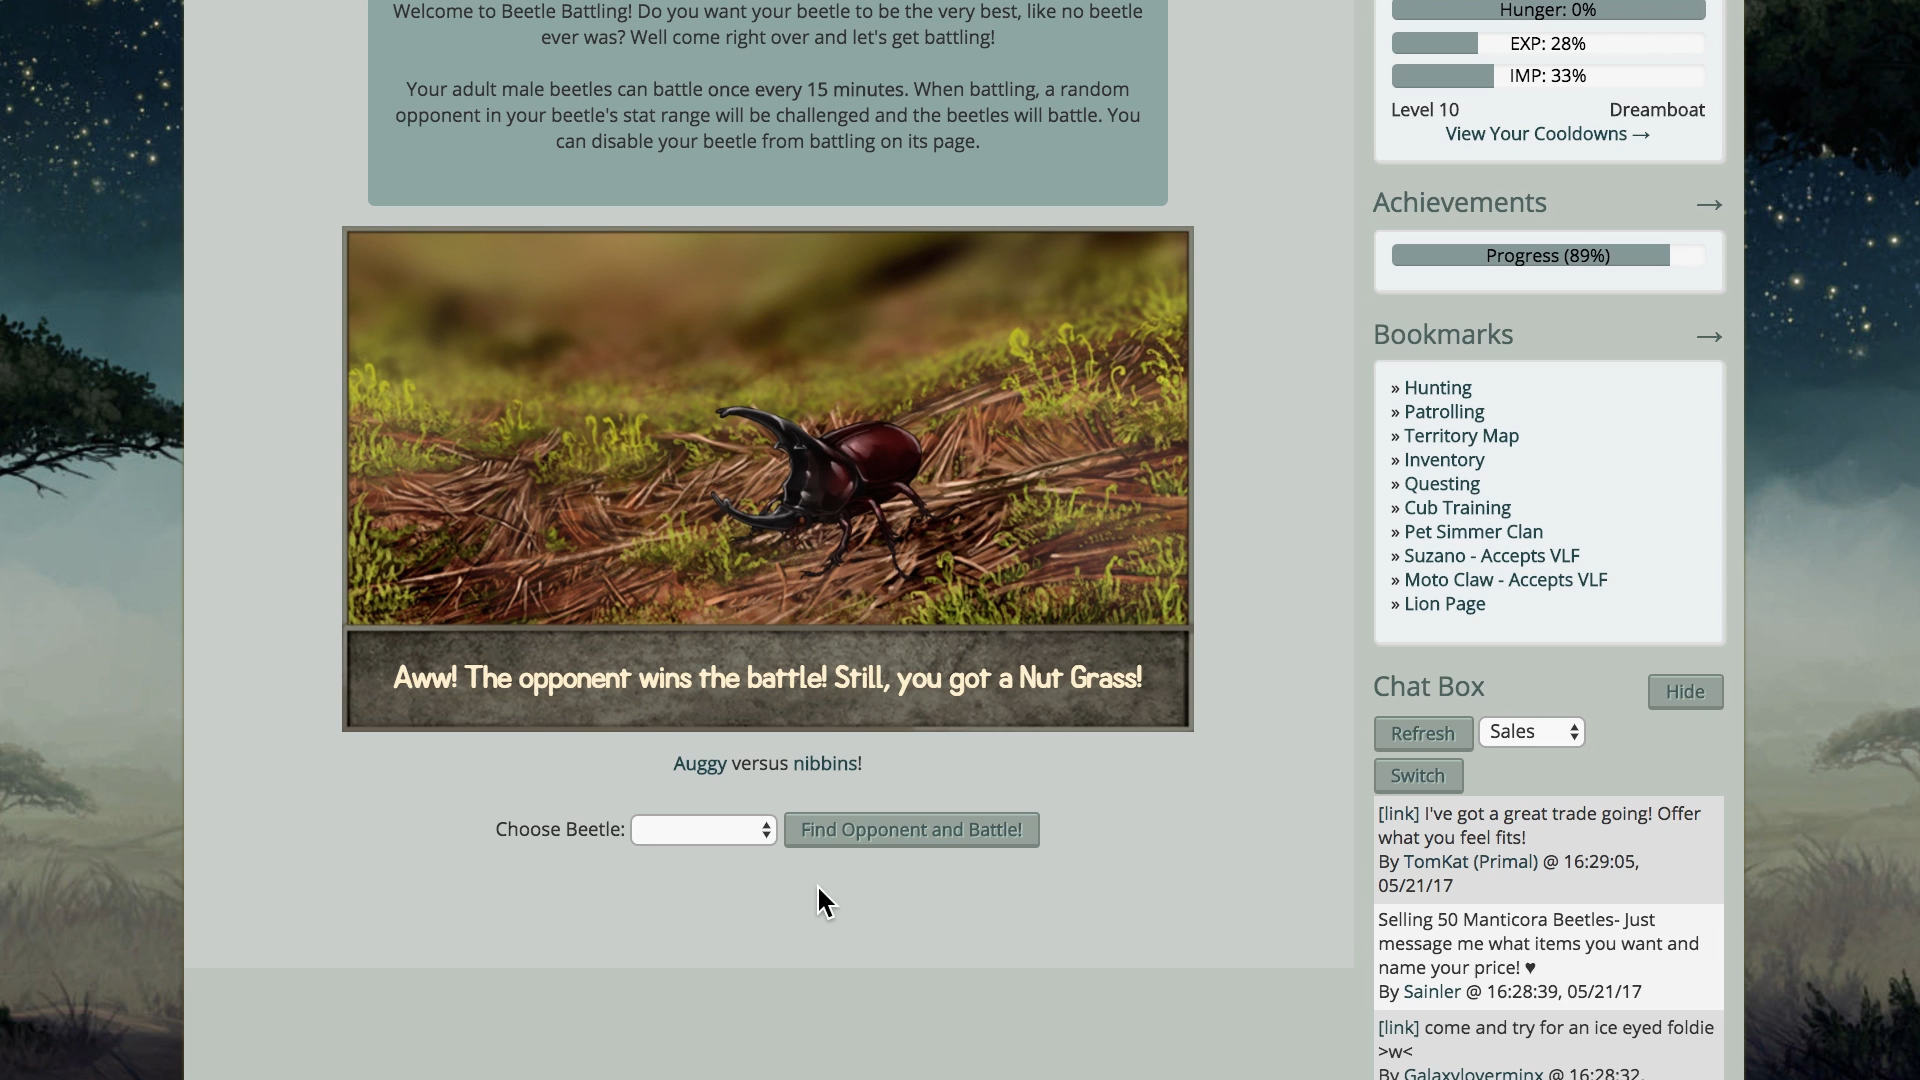 Welcome to Beetle Battling! Do you want your beetle to be the very best, like no beetle
ever was? Well come right over and let's get battling!
Your adult male beetles can battle once every 15 minutes. When battling, a random
opponent in your beetle's stat range will be challenged and the beetles will battle. You
can disable your beetle from battling on its page.
Aww! The opponent wins the battle! Still, you got a Nut Grass!
Auggy versus nibbins!
Choose Beetle:
Find Opponent and Battle!
Hunger: 0%
EXP: 28%
IMP: 33%
Level 10 Dreamboat
View Your Cooldowns →
Achievements →
Progress (89%)
Bookmarks →
» Hunting
» Patrolling
» Territory Map
» Inventory
» Questing
» Cub Training
» Pet Simmer Clan
» Suzano - Accepts VLF
» Moto Claw - Accepts VLF
» Lion Page
Chat Box Hide
Refresh Sales
Switch
[link] I've got a great trade going! Offer
what you feel fits!
By TomKat (Primal) @ 16:29:05,
05/21/17
Selling 50 Manticora Beetles- Just
message me what items you want and
name your price! ♥
By Sainler @ 16:28:39, 05/21/17
[link] come and try for an ice eyed foldie
>w<
By Galaxyloverminx @ 16:28:32,